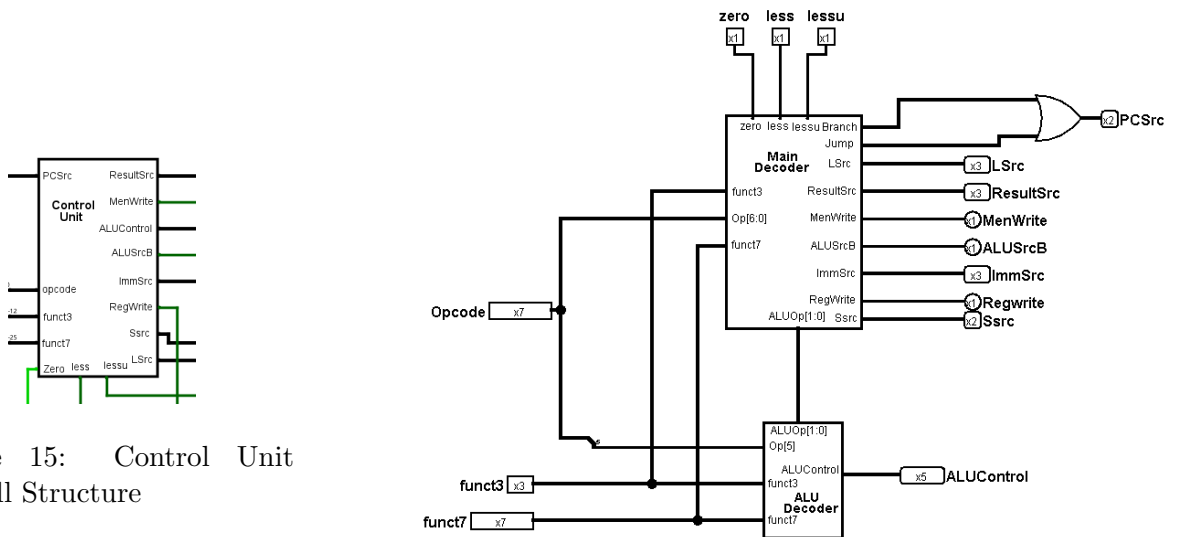 PCSrc
ResultSrc
Control
Unit
MenWrite
ALUControl
ALUSrcB
ImmSrc
opcode
RegWrite
-12
funct3
Ssrc
-25
funct7
LSrc
Zero less lessu
15: Control Unit
ll Structure
zero less lessu
x1 x1 x1
zero less lessu Branch
Jump
x2 PCSrc
Main
Decoder
LSrc
x3 LSrc
funct3
ResultSrc
x3 ResultSrc
Op[6:0]
MenWrite
x1 MenWrite
funct7
ALUSrcB
x1 ALUSrcB
ImmSrc
x3 ImmSrc
RegWrite
x1 Regwrite
ALUOp[1:0] Ssrc
x2 Ssrc
Opcode x7
ALUOp[1:0]
Op[5]
ALUControl
x5 ALUControl
funct3 x3
funct3
ALU
Decoder
funct7 x7
funct7